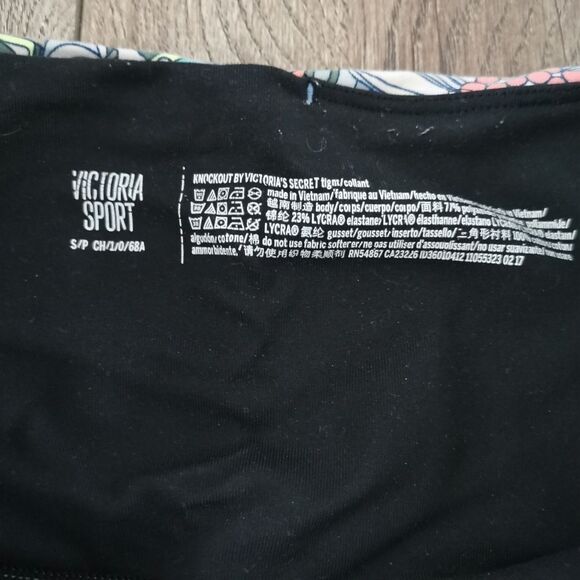 VICTORIA
SPORT
S/P CH/1/0/68A
KNOCKOUT BY VICTORIA'S SECRET tight/collant
made in Vietnam/fabriqué au Vietnam/hecho en
越南制造 body/corps/cuerpo/corpo/面料 77%
23% LYCRA® elastane/LYCRA® élasthanne/elastano
LYCRA® 氨纶 gusset/gousset/inserto/tassello/三角形衬料 100%
algodón/cotone/棉 do not use fabric softener/ne pas utiliser d'assouplissant/no usar suavizante/
ammorbidente. 请勿使用织物柔顺剂 RN54867 CA23226 ID36010412 11055323 02 17